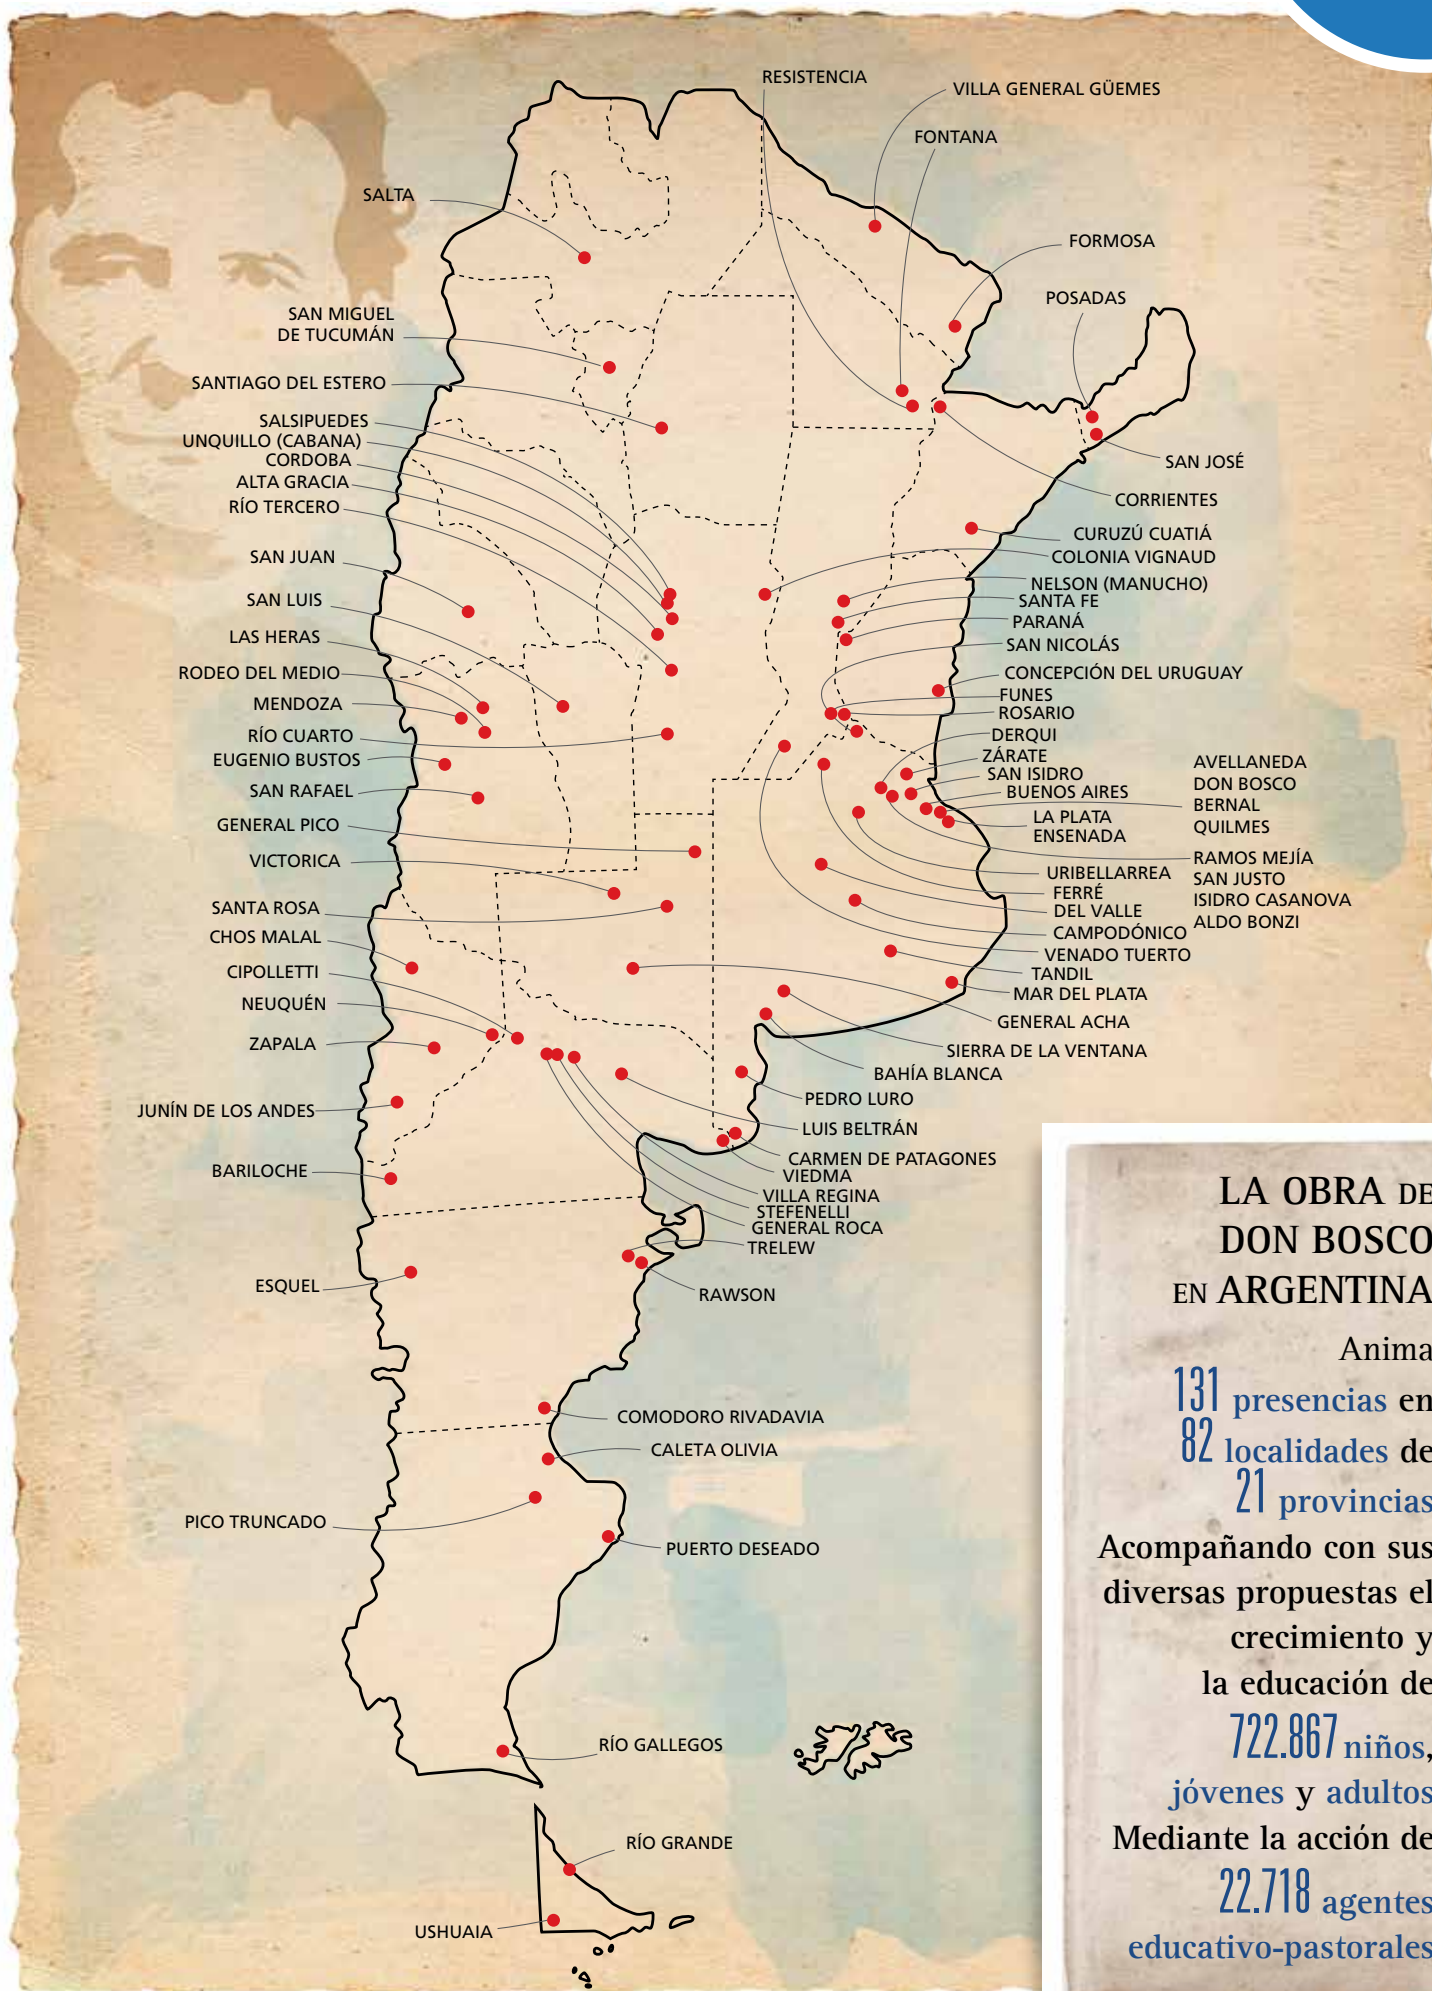 RESISTENCIA
VILLA GENERAL GÜEMES
FONTANA
SALTA
FORMOSA
POSADAS
SAN MIGUEL
DE TUCUMÁN
SANTIAGO DEL ESTERO
SALSIPUEDES
UNQUILLO (CABANA)
CÓRDOBA
ALTA GRACIA
RÍO TERCERO
SAN JUAN
SAN LUIS
LAS HERAS
RODEO DEL MEDIO
MENDOZA
RÍO CUARTO
EUGENIO BUSTOS
SAN RAFAEL
GENERAL PICO
VICTORICA
SANTA ROSA
CHOS MALAL
CIPOLLETTI
NEUQUÉN
ZAPALA
JUNÍN DE LOS ANDES
BARILOCHE
ESQUEL
PICO TRUNCADO
USHUAIA
SAN JOSÉ
CORRIENTES
CURUZÚ CUATIÁ
COLONIA VIGNAUD
NELSON (MANUCHO)
SANTA FE
PARANÁ
SAN NICOLÁS
CONCEPCIÓN DEL URUGUAY
FUNES
ROSARIO
DERQUI
ZÁRATE
SAN ISIDRO
BUENOS AIRES
LA PLATA
ENSENADA
AVELLANEDA
DON BOSCO
BERNAL
QUILMES
RAMOS MEJÍA
SAN JUSTO
ISIDRO CASANOVA
ALDO BONZI
URIBELLARREA
FERRÉ
DEL VALLE
CAMPODÓNICO
VENADO TUERTO
TANDIL
MAR DEL PLATA
GENERAL ACHA
SIERRA DE LA VENTANA
BAHÍA BLANCA
PEDRO LURO
LUIS BELTRÁN
CARMEN DE PATAGONES
VIEDMA
VILLA REGINA
STEFENELLI
GENERAL ROCA
TRELEW
RAWSON
COMODORO RIVADAVIA
CALETA OLIVIA
PUERTO DESEADO
RÍO GALLEGOS
RÍO GRANDE
LA OBRA DE
DON BOSCO
EN ARGENTINA
Anima
131 presencias en
82 localidades de
21 provincias
Acompañando con sus
diversas propuestas el
crecimiento y
la educación de
722.867 niños,
jóvenes y adultos
Mediante la acción de
22.718 agentes
educativo-pastorales